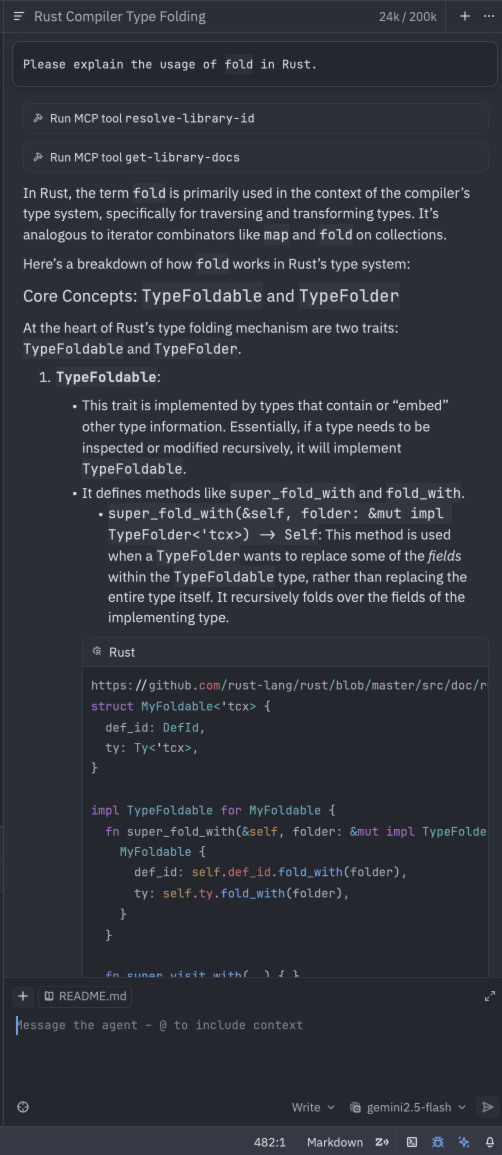 Rust Compiler Type Folding 24k / 200k
Please explain the usage of fold in Rust.
Run MCP tool resolve-library-id
Run MCP tool get-library-docs
In Rust, the term fold is primarily used in the context of the compiler's
type system, specifically for traversing and transforming types. It's
analogous to iterator combinators like map and fold on collections.
Here's a breakdown of how fold works in Rust's type system:
Core Concepts: TypeFoldable and TypeFolder
At the heart of Rust's type folding mechanism are two traits:
TypeFoldable and TypeFolder.
1. TypeFoldable:
• This trait is implemented by types that contain or “embed”
other type information. Essentially, if a type needs to be
inspected or modified recursively, it will implement
TypeFoldable.
• It defines methods like super_fold_with and fold_with.
• super_fold_with(&self, folder: &mut impl
TypeFolder<'tcx>) -> Self: This method is used
when a TypeFolder wants to replace some of the fields
within the TypeFoldable type, rather than replacing the
entire type itself. It recursively folds over the fields of the
implementing type.
Rust
https://github.com/rust-lang/rust/blob/master/src/doc/r
struct MyFoldable<'tcx> {
def_id: DefId,
ty: Ty<'tcx>,
}
impl TypeFoldable for MyFoldable {
fn super_fold_with(&self, folder: &mut impl TypeFolde
MyFoldable {
def_id: self.def_id.fold_with(folder),
ty: self.ty.fold_with(folder),
}
}
fn super_visit_with(..) { }
README.md
Message the agent – @ to include context
Write gemini2.5-flash
482:1 Markdown